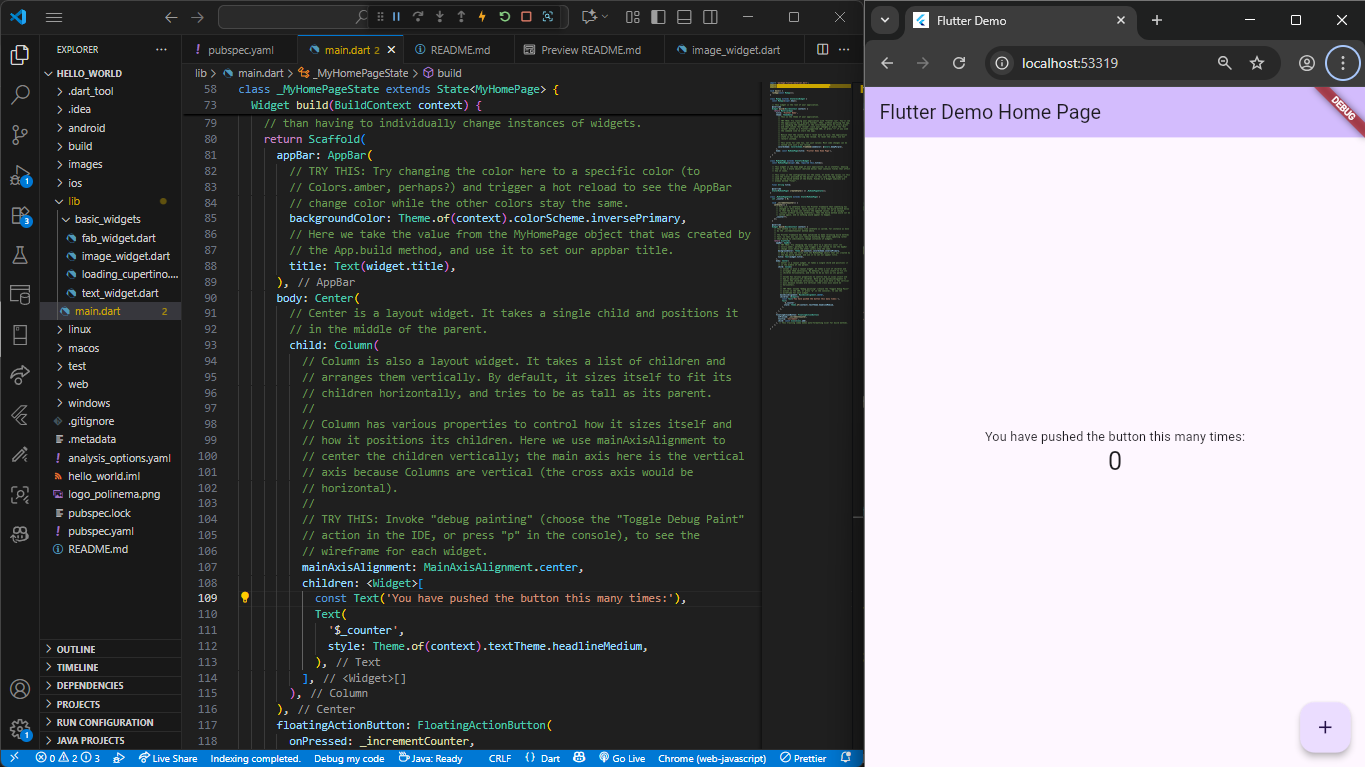 pubspec.yaml
main.dart 2
README.md
Preview README.md
image_widget.dart
lib > main.dart > _MyHomePageState > build
EXPLORER
HELLO_WORLD
.dart_tool
.idea
android
build
images
ios
lib
basic_widgets
fab_widget.dart
image_widget.dart
loading_cupertino....
text_widget.dart
main.dart 2
linux
macos
test
web
windows
.gitignore
.metadata
analysis_options.yaml
hello_world.iml
logo_polinema.png
pubspec.lock
pubspec.yaml
README.md
OUTLINE
TIMELINE
DEPENDENCIES
PROJECTS
RUN CONFIGURATION
JAVA PROJECTS
1
3
1
58 class _MyHomePageState extends State<MyHomePage> {
73 Widget build(BuildContext context) {
79 // than having to individually change instances of widgets.
80 return Scaffold(
81 appBar: AppBar(
82 // TRY THIS: Try changing the color here to a specific color (to
83 // Colors.amber, perhaps?) and trigger a hot reload to see the AppBar
84 // change color while the other colors stay the same.
85 backgroundColor: Theme.of(context).colorScheme.inversePrimary,
86 // Here we take the value from the MyHomePage object that was created by
87 // the App.build method, and use it to set our appbar title.
88 title: Text(widget.title),
89 ), // AppBar
90 body: Center(
91 // Center is a layout widget. It takes a single child and positions it
92 // in the middle of the parent.
93 child: Column(
94 // Column is also a layout widget. It takes a list of children and
95 // arranges them vertically. By default, it sizes itself to fit its
96 // children horizontally, and tries to be as tall as its parent.
97 //
98 // Column has various properties to control how it sizes itself and
99 // how it positions its children. Here we use mainAxisAlignment to
100 // center the children vertically; the main axis here is the vertical
101 // axis because Columns are vertical (the cross axis would be
102 // horizontal).
103 //
104 // TRY THIS: Invoke "debug painting" (choose the "Toggle Debug Paint"
105 // action in the IDE, or press "p" in the console), to see the
106 // wireframe for each widget.
107 mainAxisAlignment: MainAxisAlignment.center,
108 children: <Widget>[
109 const Text('You have pushed the button this many times:'),
110 Text(
111 '$_counter',
112 style: Theme.of(context).textTheme.headlineMedium,
113 ), // Text
114 ], // <Widget>[]
115 ), // Column
116 ), // Center
117 floatingActionButton: FloatingActionButton(
118 onPressed: _incrementCounter,
0 2 3 Live Share Indexing completed. Debug my code Java: Ready CRLF {} Dart Go Live Chrome (web-javascript) Prettier
Flutter Demo
localhost:53319
Flutter Demo Home Page
DEBUG
You have pushed the button this many times:
0
+